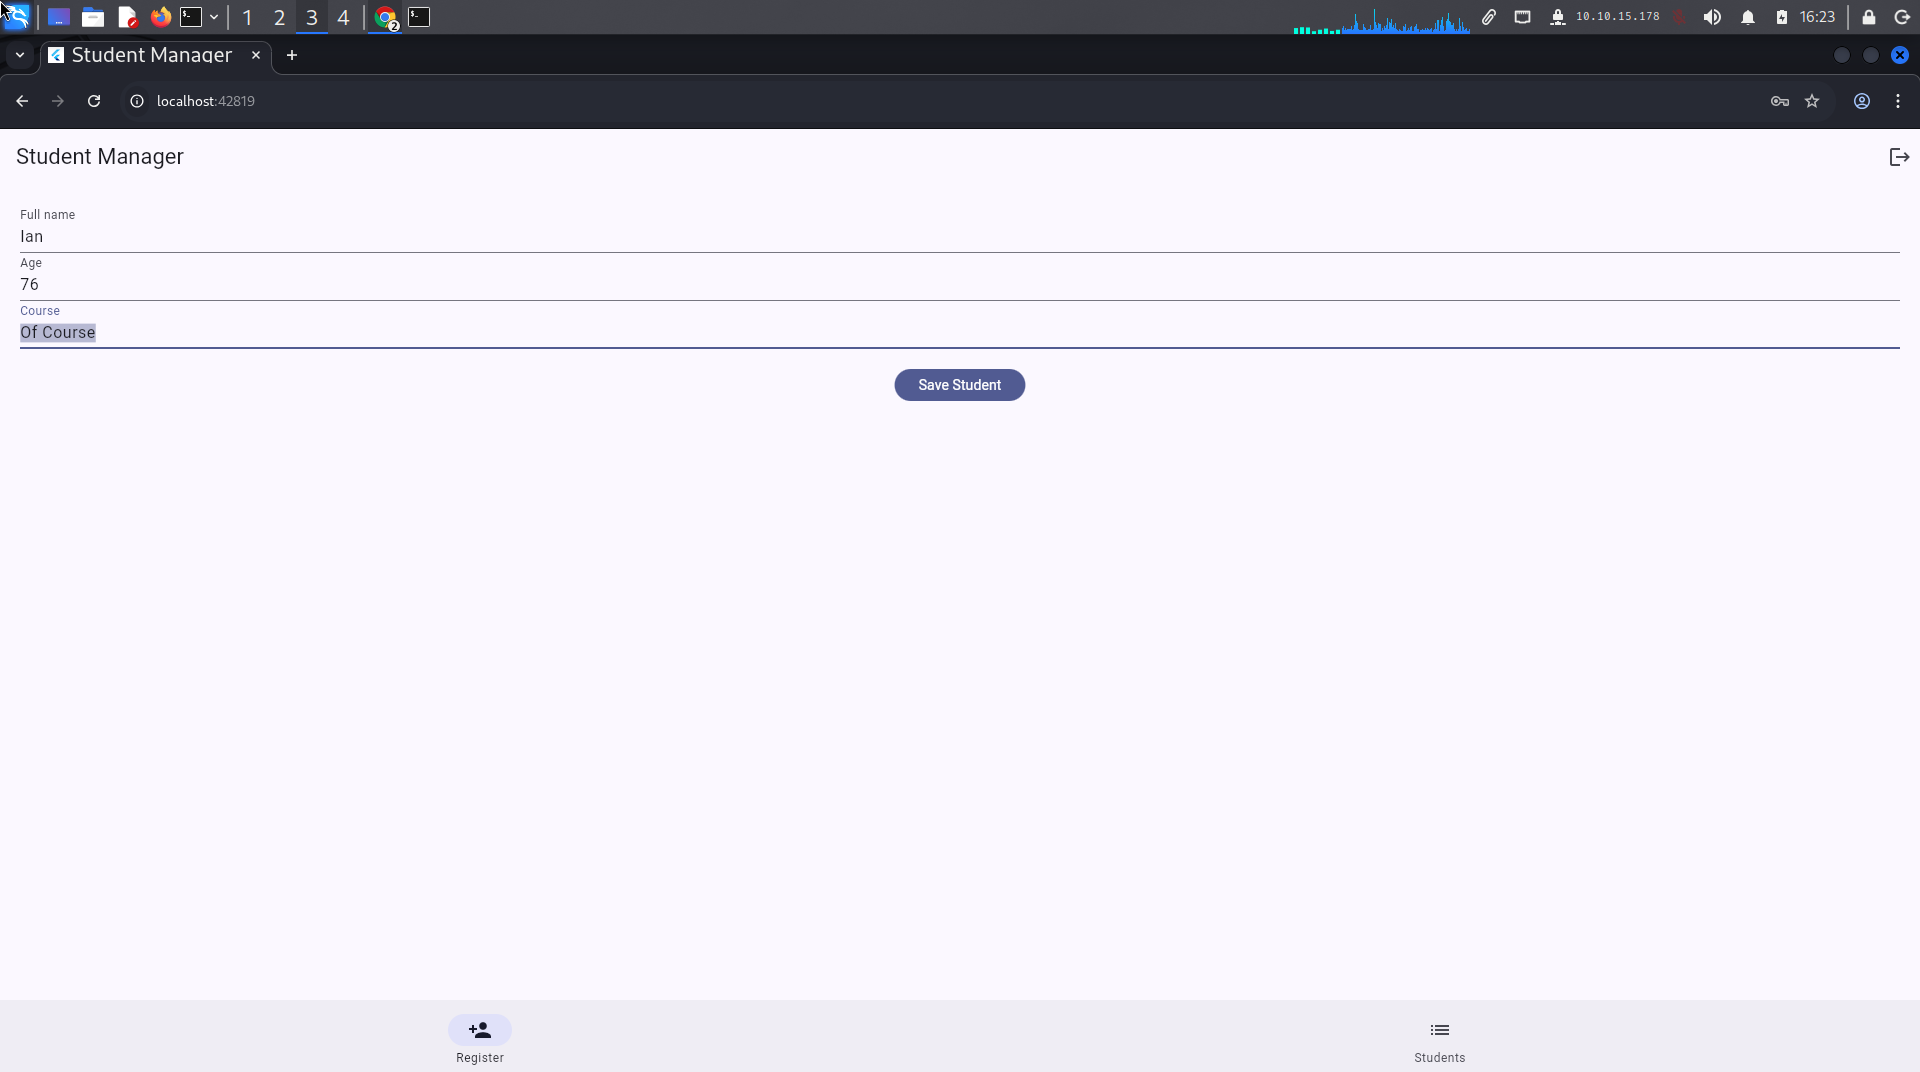 1 2 3 4 2 10.10.15.178 16:23
Student Manager
localhost:42819
Student Manager
Full name
Ian
Age
76
Course
Of Course
Save Student
Register Students